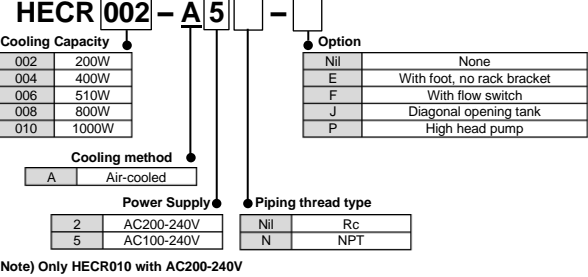 HECR 002 – A 5 –
Cooling Capacity
002 200W
004 400W
006 510W
008 800W
010 1000W
Option
Nil None
E With foot, no rack bracket
F With flow switch
J Diagonal opening tank
P High head pump
Cooling method
A Air-cooled
Power Supply
2 AC200-240V
5 AC100-240V
Piping thread type
Nil Rc
N NPT
Note) Only HECR010 with AC200-240V